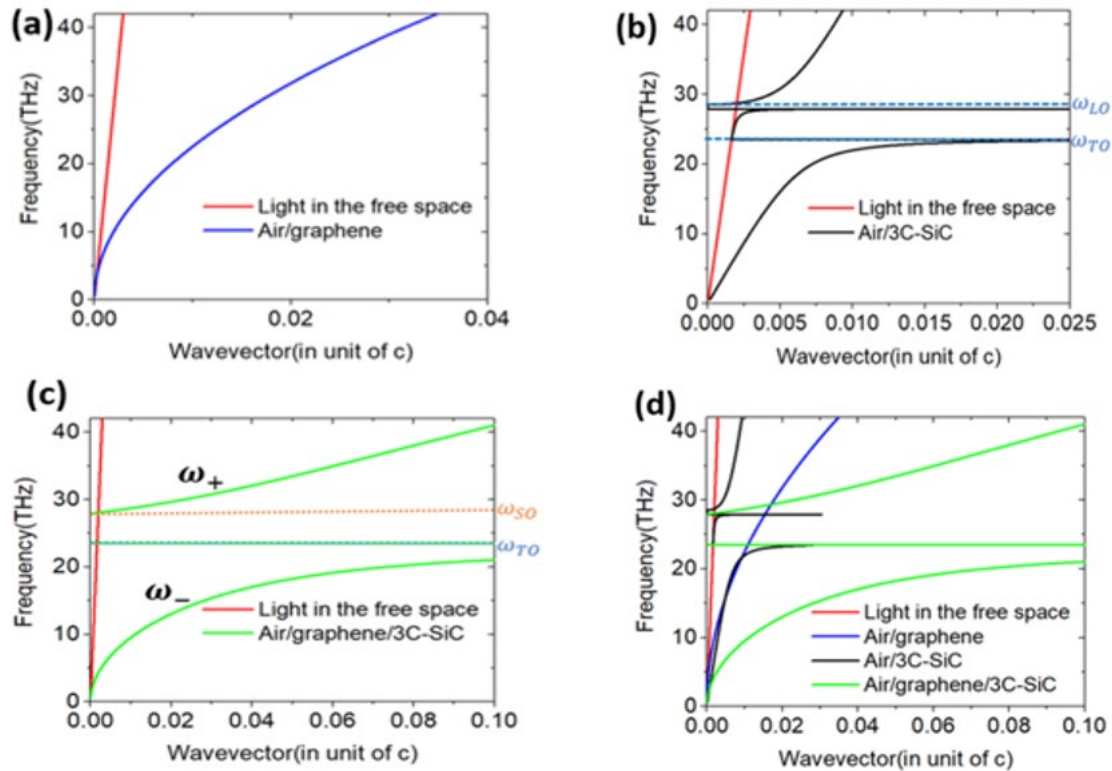 (a)
40
30
20
10
0
Frequency(THz)
Light in the free space
Air/graphene
0.00
0.02
0.04
Wavevector(in unit of c)
(b)
40
30
20
10
0
Frequency(THz)
ω_LO
ω_TO
Light in the free space
Air/3C-SiC
0.000
0.005
0.010
0.015
0.020
0.025
Wavevector(in unit of c)
(c)
40
30
20
10
0
Frequency(THz)
ω₊
ω_SO
ω_TO
ω₋
Light in the free space
Air/graphene/3C-SiC
0.00
0.02
0.04
0.06
0.08
0.10
Wavevector(in unit of c)
(d)
40
30
20
10
0
Frequency(THz)
Light in the free space
Air/graphene
Air/3C-SiC
Air/graphene/3C-SiC
0.00
0.02
0.04
0.06
0.08
0.10
Wavevector(in unit of c)